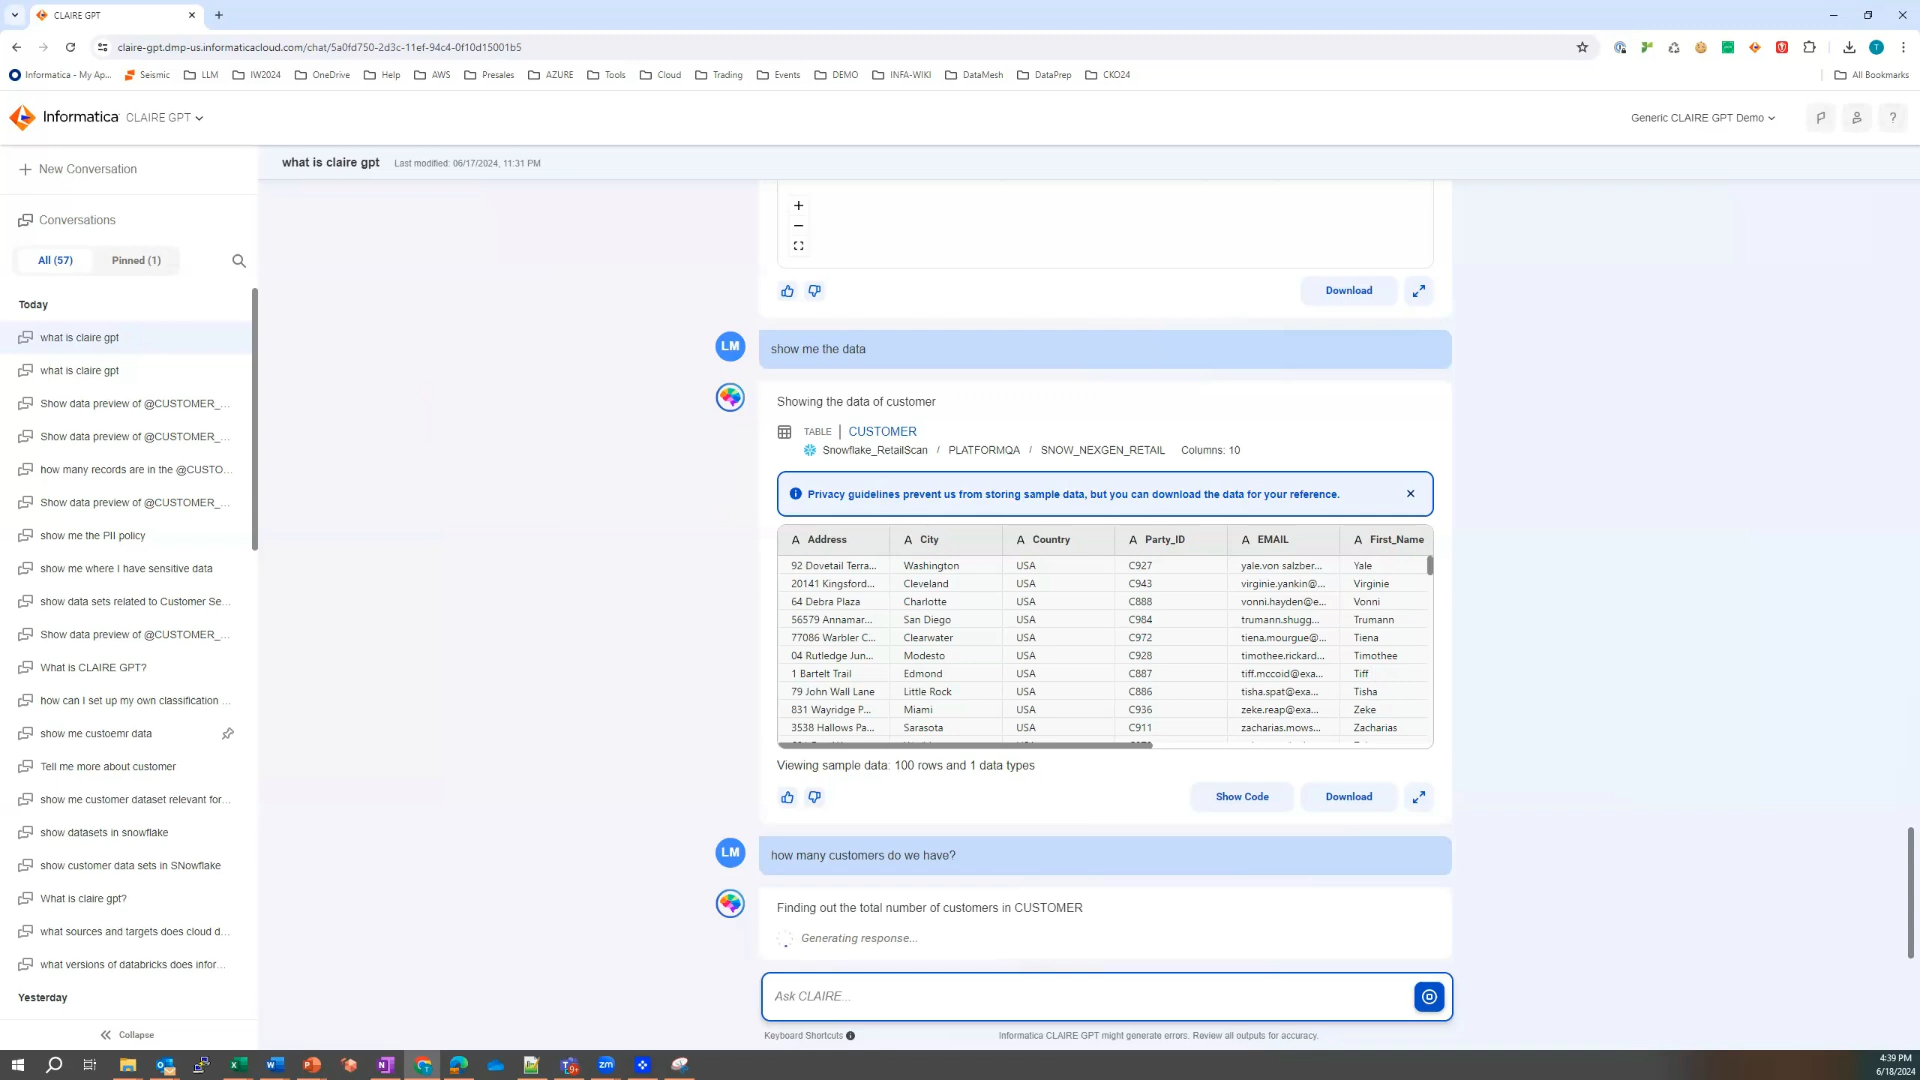 CLAIRE GPT
claire-gpt.dmp-us.informaticacloud.com/chat/5a0fd750-2d3c-11ef-94c4-0f10d15001b5
Informatica - My Ap... Seismic LLM IW2024 OneDrive Help AWS Presales AZURE Tools Cloud Trading Events DEMO INFA-WIKI DataMesh DataPrep CKO24 All Bookmarks
Informatica CLAIRE GPT Generic CLAIRE GPT Demo ?
New Conversation
Conversations
All (57) Pinned (1)
Today
what is claire gpt
what is claire gpt
Show data preview of @CUSTOMER_...
Show data preview of @CUSTOMER_...
how many records are in the @CUSTO...
Show data preview of @CUSTOMER_...
show me the PII policy
show me where I have sensitive data
show data sets related to Customer Se...
Show data preview of @CUSTOMER_...
What is CLAIRE GPT?
how can I set up my own classification ...
show me custoemr data
Tell me more about customer
show me customer dataset relevant for...
show datasets in snowflake
show customer data sets in SNowflake
What is claire gpt?
what sources and targets does cloud d...
what versions of databricks does infor...
Yesterday
Collapse
what is claire gpt Last modified: 06/17/2024, 11:31 PM
Download
LM show me the data
Showing the data of customer
TABLE | CUSTOMER
Snowflake_RetailScan / PLATFORMQA / SNOW_NEXGEN_RETAIL Columns: 10
Privacy guidelines prevent us from storing sample data, but you can download the data for your reference.
A Address A City A Country A Party_ID A EMAIL A First_Name
92 Dovetail Terra... Washington USA C927 yale.von salzber... Yale
20141 Kingsford... Cleveland USA C943 virginie.yankin@... Virginie
64 Debra Plaza Charlotte USA C888 vonni.hayden@e... Vonni
56579 Annamar... San Diego USA C984 trumann.shugg... Trumann
77086 Warbler C... Clearwater USA C972 tiena.mourgue@... Tiena
04 Rutledge Jun... Modesto USA C928 timothee.rickard... Timothee
1 Bartelt Trail Edmond USA C887 tiff.mccoid@exa... Tiff
79 John Wall Lane Little Rock USA C886 tisha.spat@exa... Tisha
831 Wayridge P... Miami USA C936 zeke.reap@exa... Zeke
3538 Hallows Pa... Sarasota USA C911 zacharias.mows... Zacharias
Viewing sample data: 100 rows and 1 data types
Show Code Download
LM how many customers do we have?
Finding out the total number of customers in CUSTOMER
Generating response...
Ask CLAIRE...
Keyboard Shortcuts Informatica CLAIRE GPT might generate errors. Review all outputs for accuracy.
4:39 PM
6/18/2024